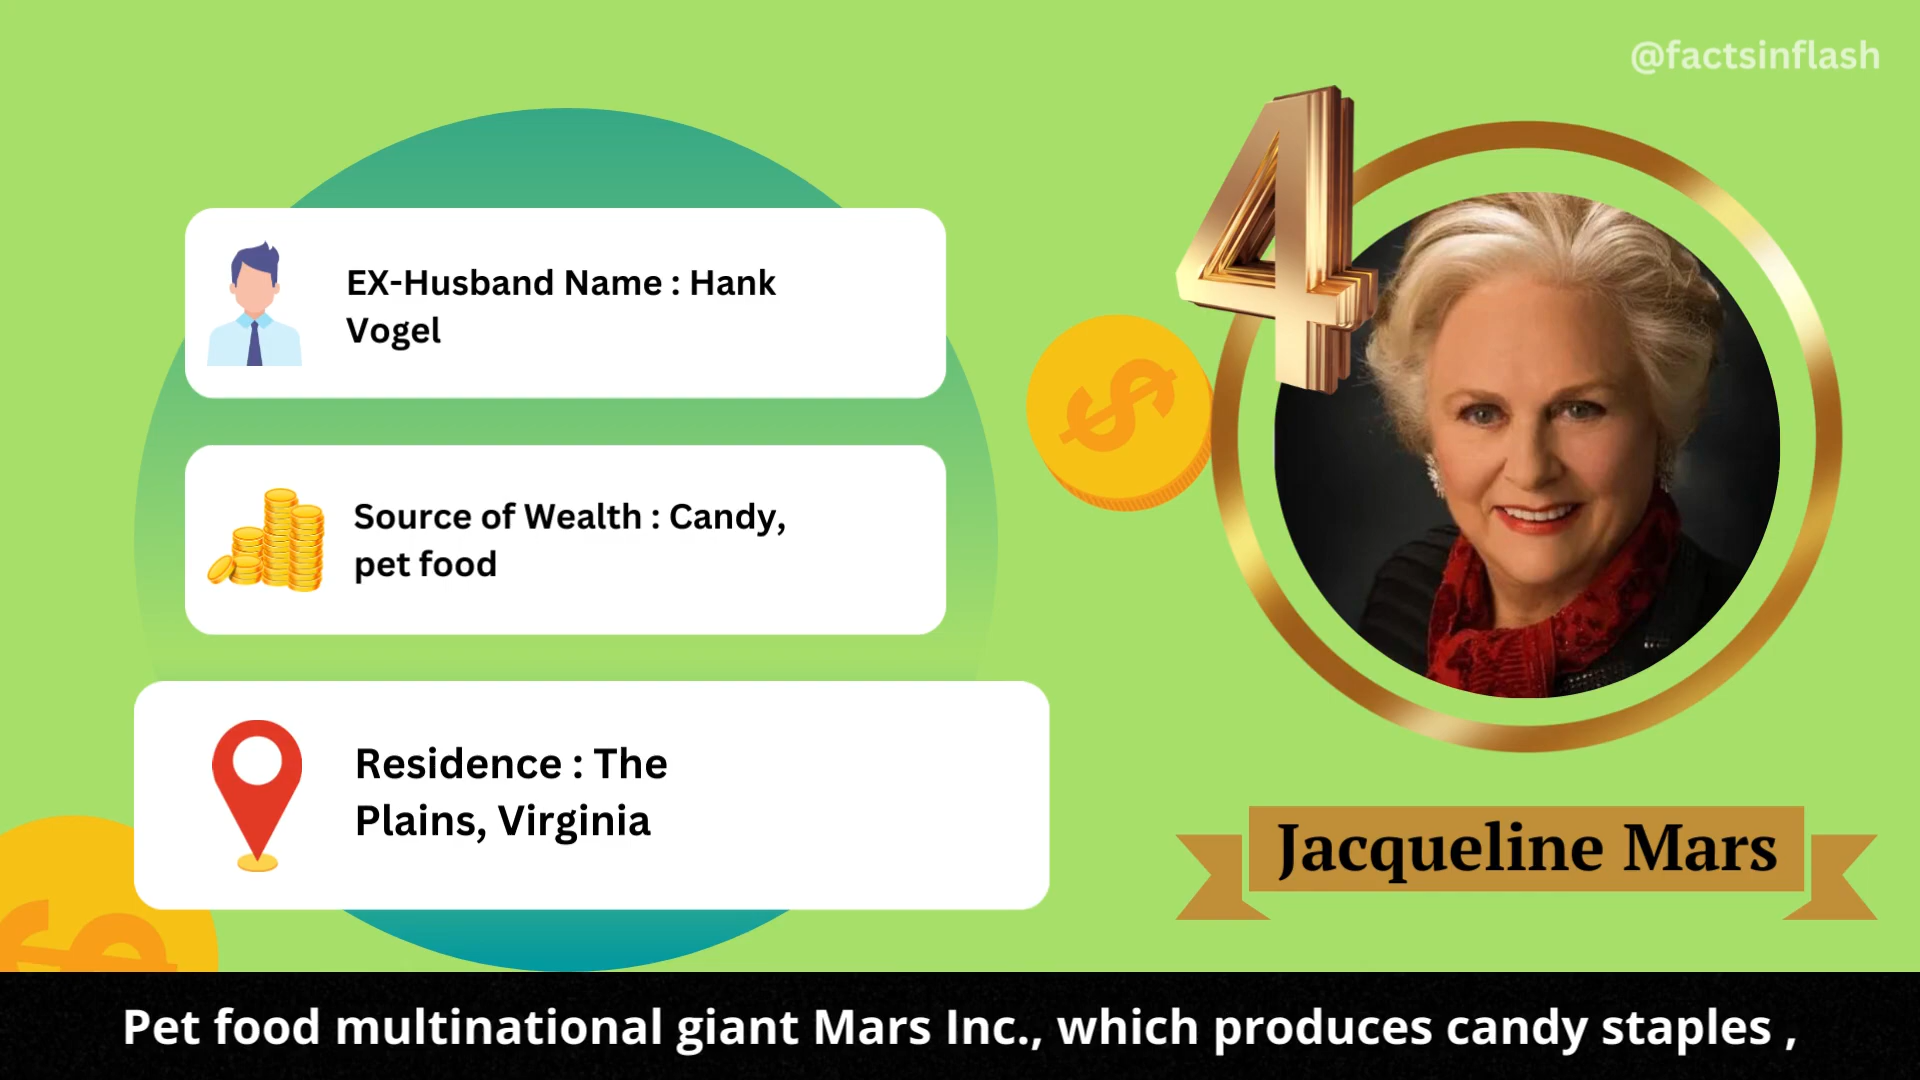 @factsinflash
4
EX-Husband Name : Hank
Vogel
Source of Wealth : Candy,
pet food
Residence : The
Plains, Virginia
$
$
Jacqueline Mars
Pet food multinational giant Mars Inc., which produces candy staples ,